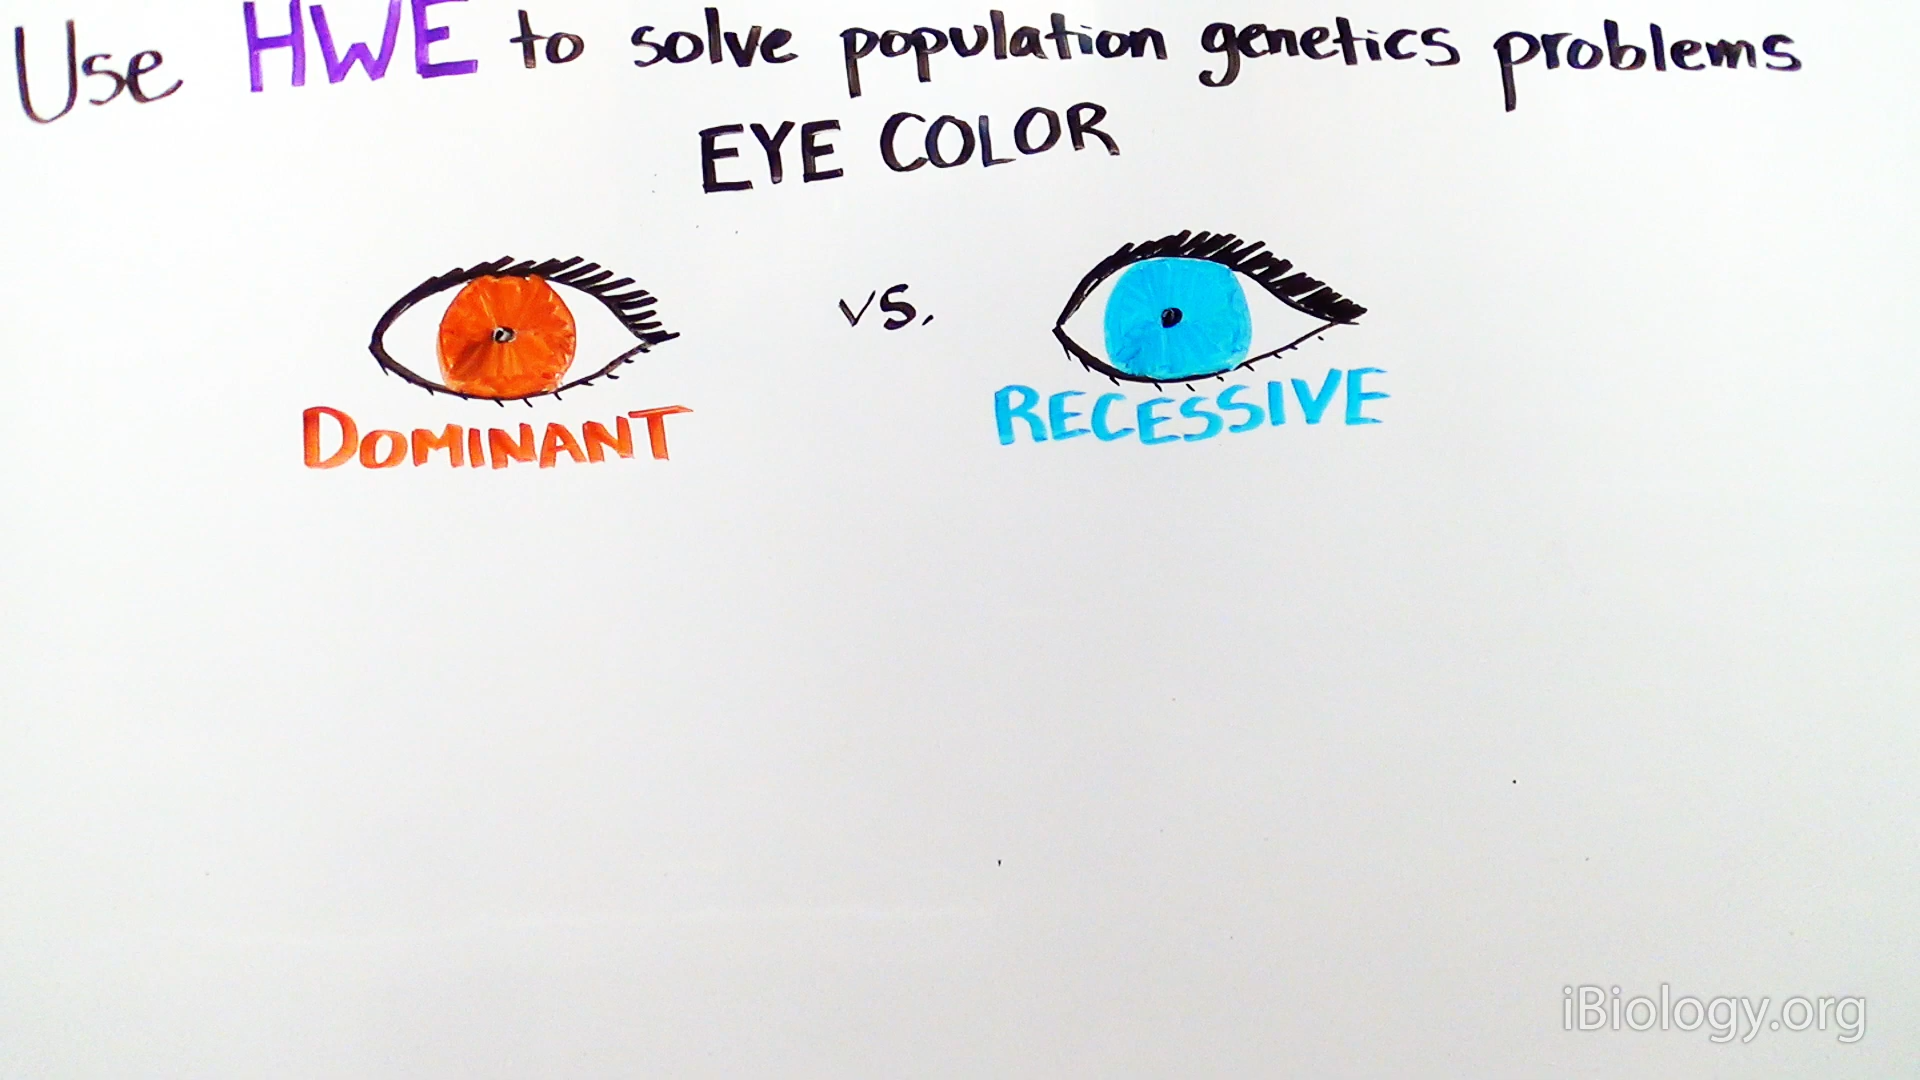 Use HWE to solve population genetics problems
EYE COLOR
vs.
DOMINANT
RECESSIVE
iBiology.org